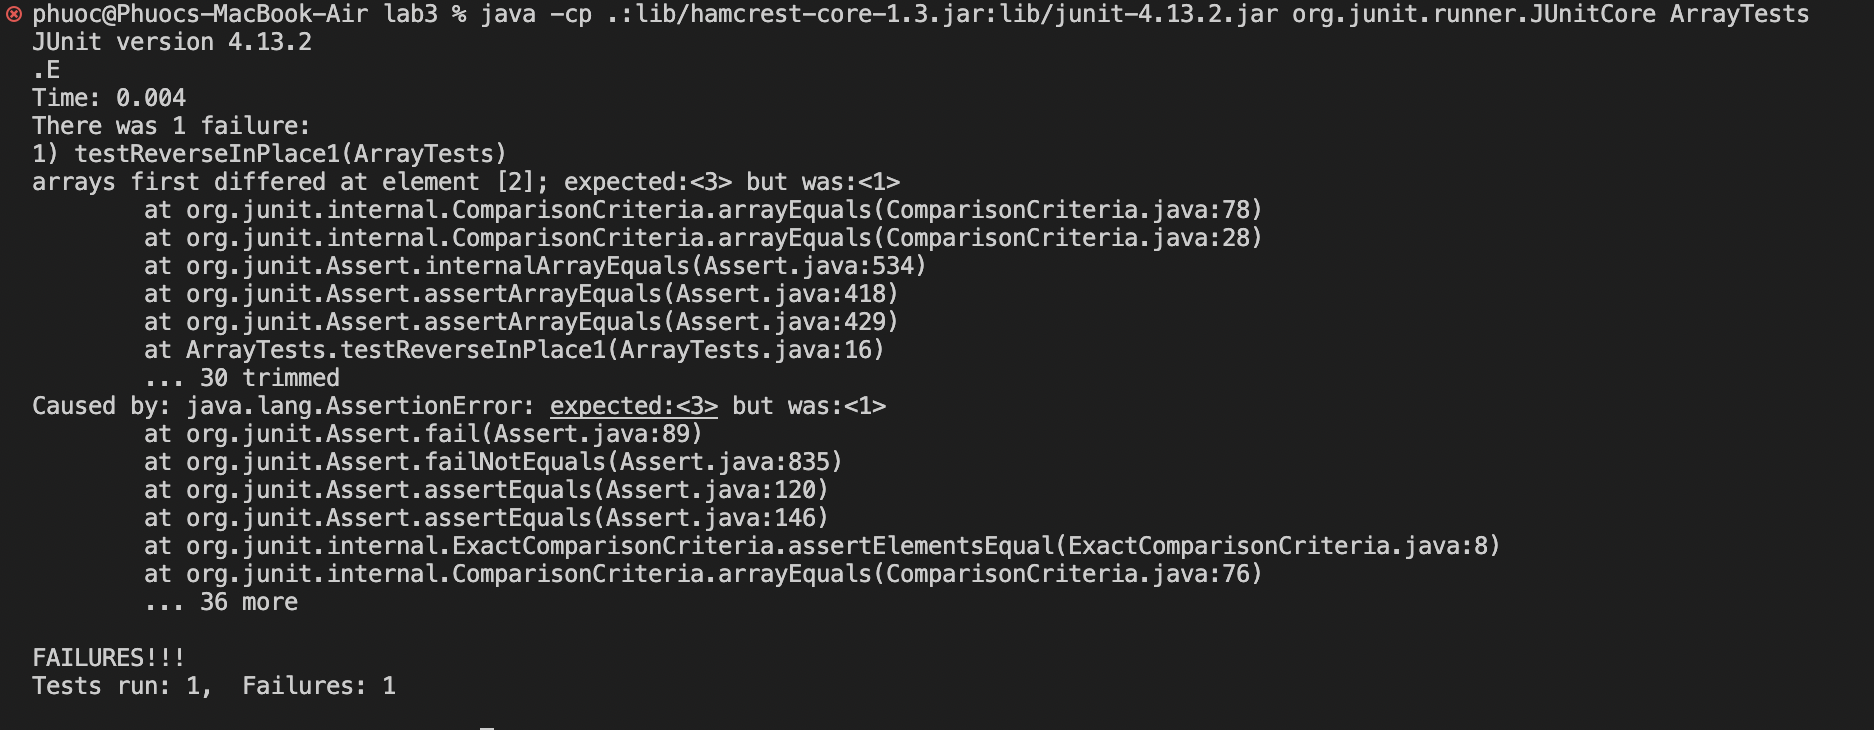 phuoc@Phuocs-MacBook-Air lab3 % java -cp .:lib/hamcrest-core-1.3.jar:lib/junit-4.13.2.jar org.junit.runner.JUnitCore ArrayTests
JUnit version 4.13.2
.E
Time: 0.004
There was 1 failure:
1) testReverseInPlace1(ArrayTests)
arrays first differed at element [2]; expected:<3> but was:<1>
        at org.junit.internal.ComparisonCriteria.arrayEquals(ComparisonCriteria.java:78)
        at org.junit.internal.ComparisonCriteria.arrayEquals(ComparisonCriteria.java:28)
        at org.junit.Assert.internalArrayEquals(Assert.java:534)
        at org.junit.Assert.assertArrayEquals(Assert.java:418)
        at org.junit.Assert.assertArrayEquals(Assert.java:429)
        at ArrayTests.testReverseInPlace1(ArrayTests.java:16)
        ... 30 trimmed
Caused by: java.lang.AssertionError: expected:<3> but was:<1>
        at org.junit.Assert.fail(Assert.java:89)
        at org.junit.Assert.failNotEquals(Assert.java:835)
        at org.junit.Assert.assertEquals(Assert.java:120)
        at org.junit.Assert.assertEquals(Assert.java:146)
        at org.junit.internal.ExactComparisonCriteria.assertElementsEqual(ExactComparisonCriteria.java:8)
        at org.junit.internal.ComparisonCriteria.arrayEquals(ComparisonCriteria.java:76)
        ... 36 more

FAILURES!!!
Tests run: 1,  Failures: 1